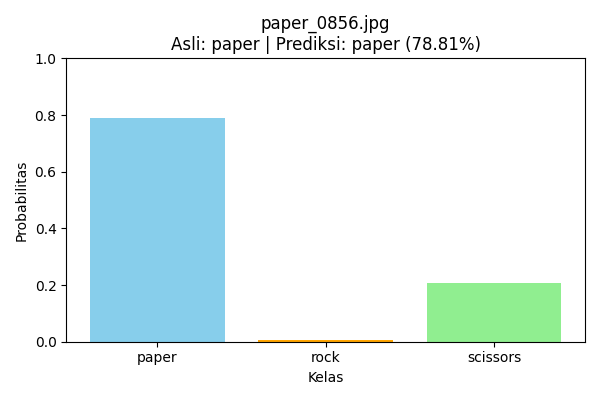 paper_0856.jpg
Asli: paper | Prediksi: paper (78.81%)
1.0
0.8
0.6
0.4
0.2
0.0
Probabilitas
paper rock scissors
Kelas